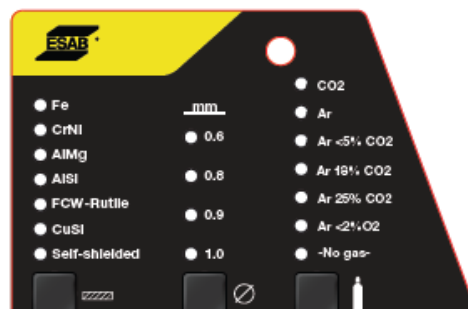 ESAB
Fe
CrNi
AlMg
AlSi
FCW-Rutile
CuSi
Self-shielded
mm
0.6
0.8
0.9
1.0
CO2
Ar
Ar <5% CO2
Ar 18% CO2
Ar 25% CO2
Ar <2%O2
-No gas-